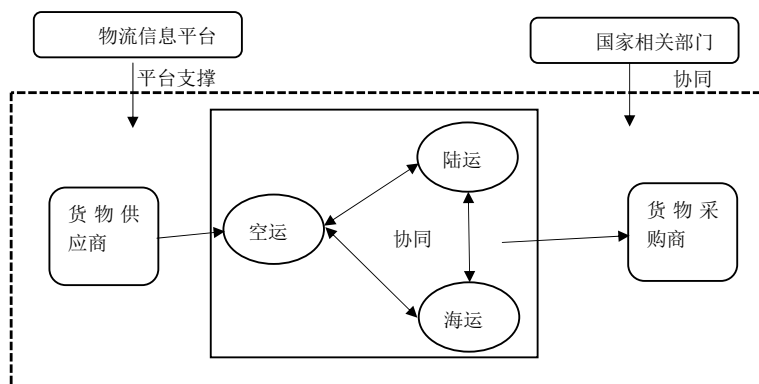 物流信息平台
国家相关部门
平台支撑
协同
陆运
货物供
应商
空运
协同
货物采
购商
海运